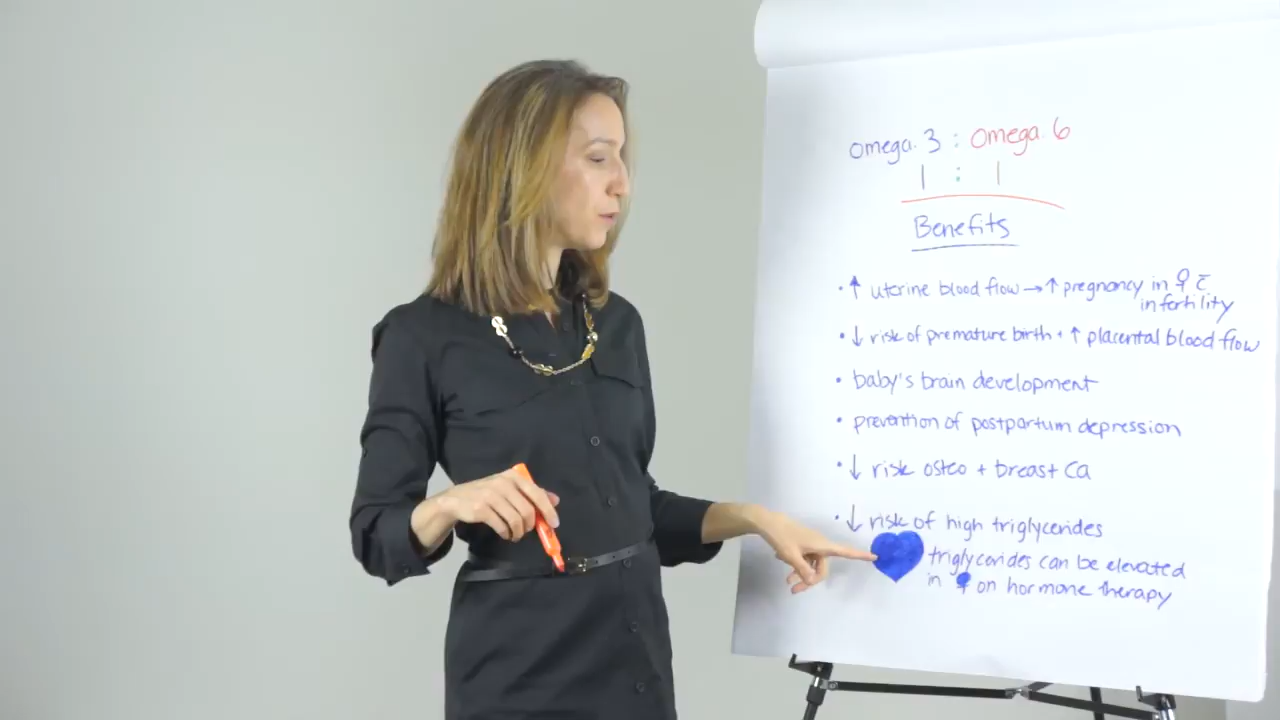 omega.3 : omega.6
1 : 1
Benefits
• ↑ uterine blood flow → ↑ pregnancy in ♀ c̄
infertility
• ↓ risk of premature birth + ↑ placental blood flow
• baby's brain development
• prevention of postpartum depression
• ↓ risk osteo + breast Ca
• ↓ risk of high triglycerides
triglycerides can be elevated
in ♀ on hormone therapy